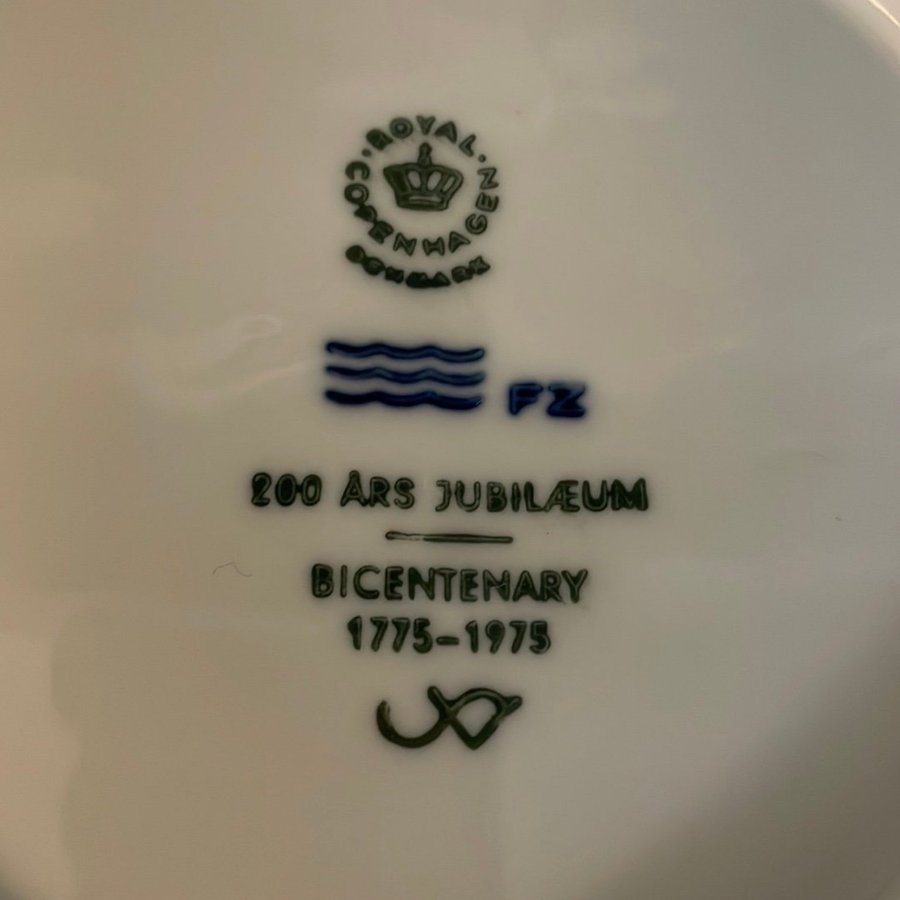 ROYAL
COPENHAGEN
DENMARK
FZ
200 ÅRS JUBILÆUM
BICENTENARY
1775-1975